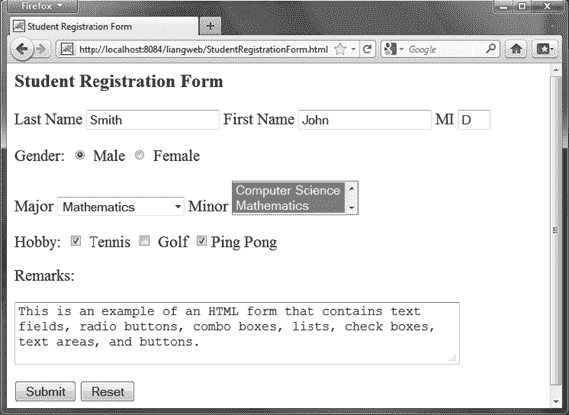 Firefox
Student Registration Form
http://localhost:8084/liangweb/StudentRegistrationForm.html
Google
Student Registration Form
Last Name Smith First Name John MI D
Gender: Male Female
Computer Science
Major Mathematics Minor Mathematics
Hobby: Tennis Golf Ping Pong
Remarks:
This is an example of an HTML form that contains text
fields, radio buttons, combo boxes, lists, check boxes,
text areas, and buttons.
Submit Reset